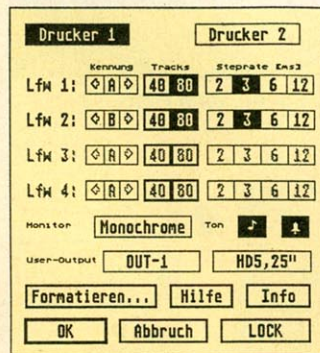 Drucker 1 Drucker 2
Kennung Tracks Steprate [ms]
Lfw 1: A 40 80 2 3 6 12
Lfw 2: B 40 80 2 3 6 12
Lfw 3: A 40 80 2 3 6 12
Lfw 4: A 40 80 2 3 6 12
Monitor Monochrome Ton
User-Output OUT-1 HD5,25"
Formatieren... Hilfe Info
OK Abbruch LOCK